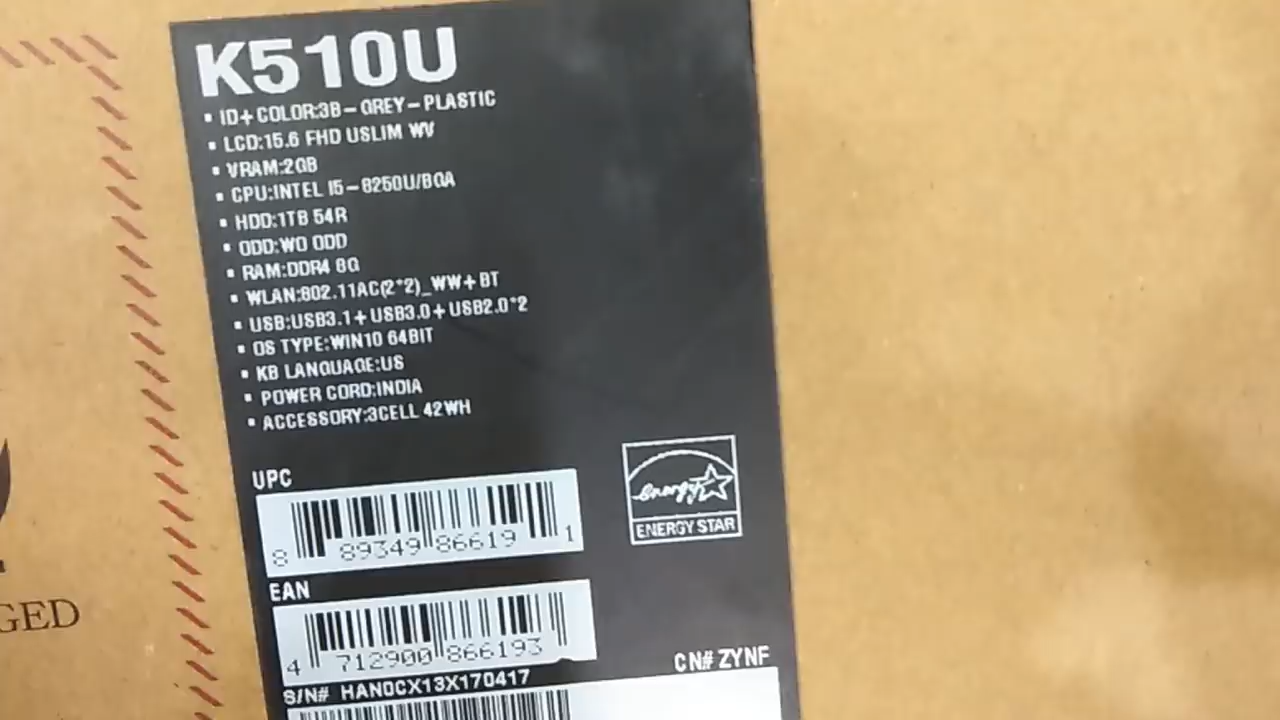 K510U
▪ ID+COLOR:3B-GREY-PLASTIC
▪ LCD:15.6 FHD USLIM WV
▪ VRAM:2GB
▪ CPU:INTEL I5-8250U/BGA
▪ HDD:1TB 54R
▪ ODD:WO ODD
▪ RAM:DDR4 8G
▪ WLAN:802.11AC(2*2)_WW+BT
▪ USB:USB3.1+USB3.0+USB2.0*2
▪ OS TYPE:WIN10 64BIT
▪ KB LANGUAGE:US
▪ POWER CORD:INDIA
▪ ACCESSORY:3CELL 42WH
UPC
8 89349 86619 1
energy
ENERGY STAR
EAN
4 712900 866193
CN# ZYNF
S/N# HAN0CX13X170417
GED